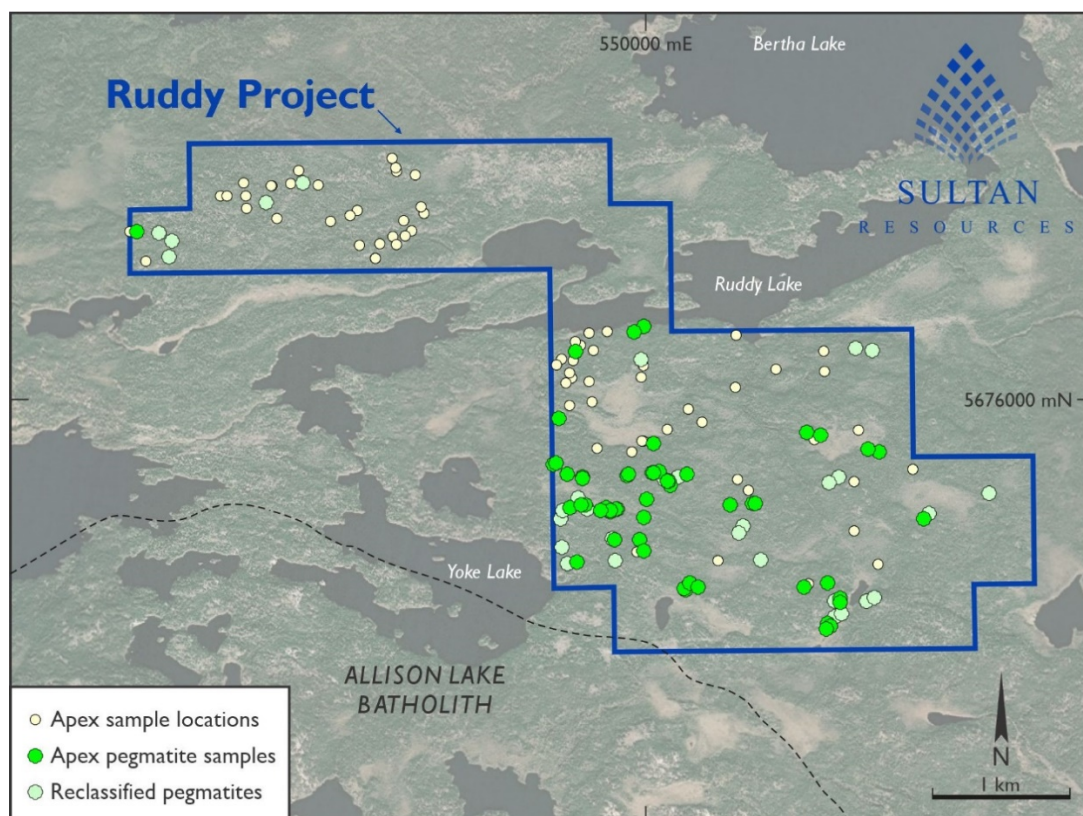 550000 mE
Bertha Lake
Ruddy Project
SULTAN
RESOURCES
Ruddy Lake
5676000 mN
Yoke Lake
ALLISON LAKE
BATHOLITH
Apex sample locations
Apex pegmatite samples
Reclassified pegmatites
N
1 km